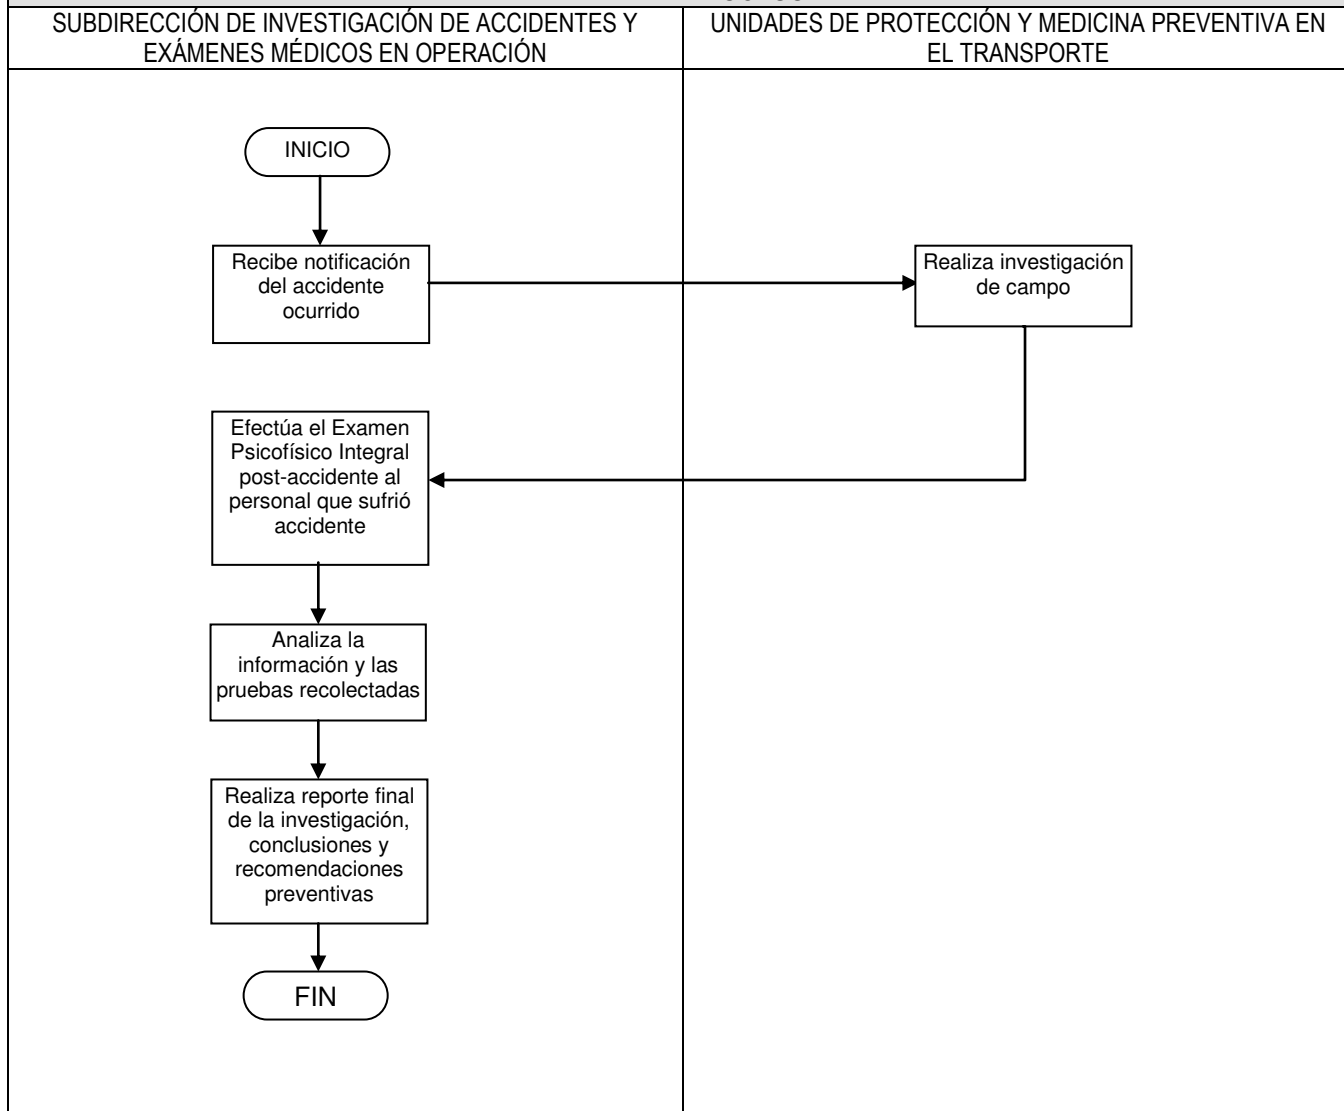 SUBDIRECCIÓN DE INVESTIGACIÓN DE ACCIDENTES Y
EXÁMENES MÉDICOS EN OPERACIÓN
UNIDADES DE PROTECCIÓN Y MEDICINA PREVENTIVA EN
EL TRANSPORTE
INICIO
Recibe notificación
del accidente
ocurrido
Realiza investigación
de campo
Efectúa el Examen
Psicofísico Integral
post-accidente al
personal que sufrió
accidente
Analiza la
información y las
pruebas recolectadas
Realiza reporte final
de la investigación,
conclusiones y
recomendaciones
preventivas
FIN